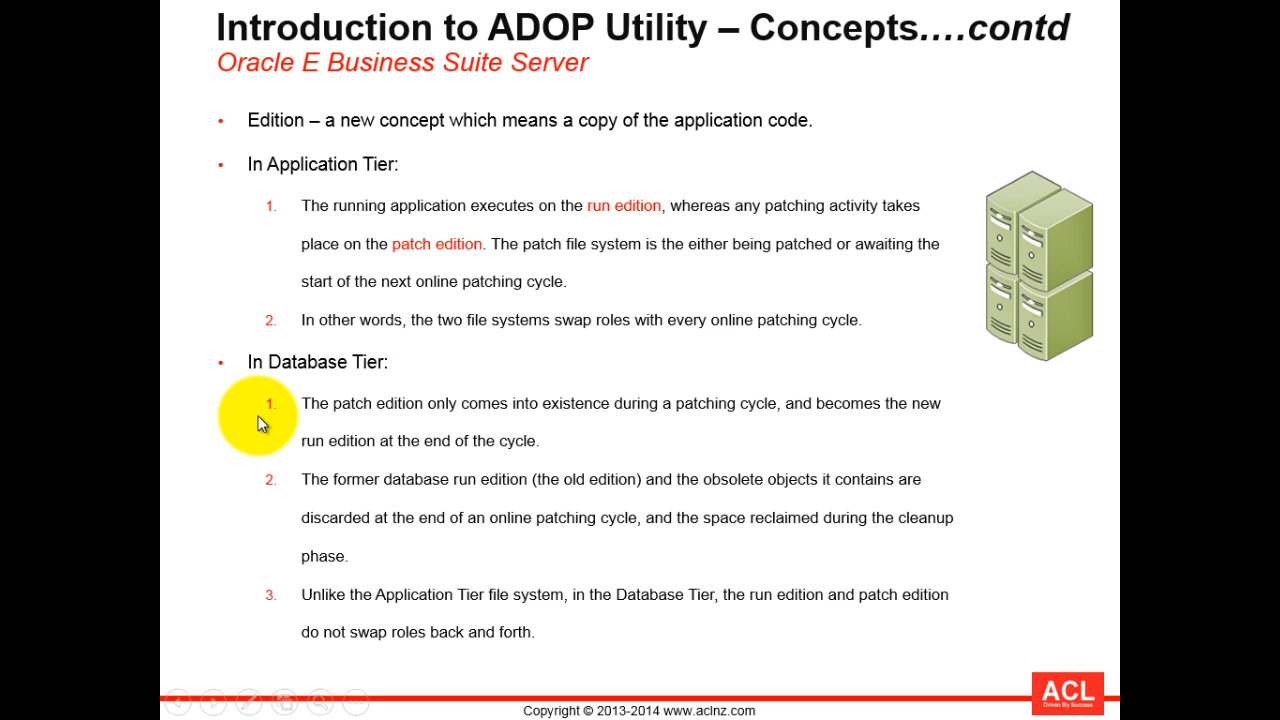 Introduction to ADOP Utility – Concepts….contd
Oracle E Business Suite Server
• Edition – a new concept which means a copy of the application code.
• In Application Tier:
1. The running application executes on the run edition, whereas any patching activity takes
place on the patch edition. The patch file system is the either being patched or awaiting the
start of the next online patching cycle.
2. In other words, the two file systems swap roles with every online patching cycle.
• In Database Tier:
1. The patch edition only comes into existence during a patching cycle, and becomes the new
run edition at the end of the cycle.
2. The former database run edition (the old edition) and the obsolete objects it contains are
discarded at the end of an online patching cycle, and the space reclaimed during the cleanup
phase.
3. Unlike the Application Tier file system, in the Database Tier, the run edition and patch edition
do not swap roles back and forth.
ACL
Driven By Success
Copyright © 2013-2014 www.aclnz.com